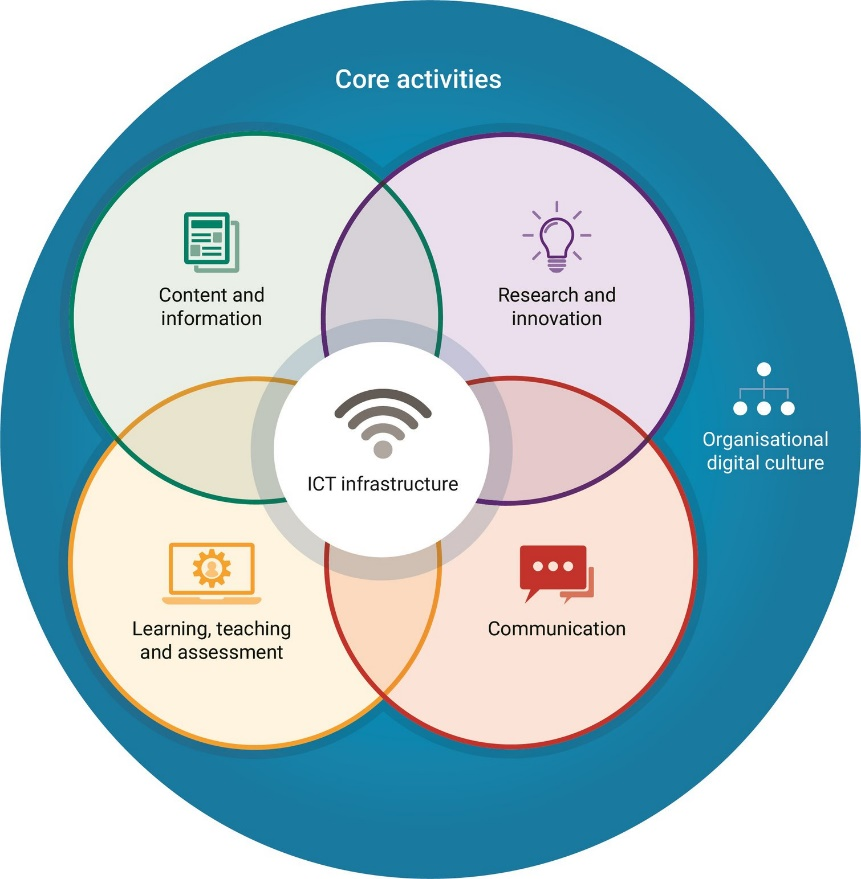 Core activities
Content and
information
Research and
innovation
Organisational
digital culture
ICT infrastructure
Learning, teaching
and assessment
Communication